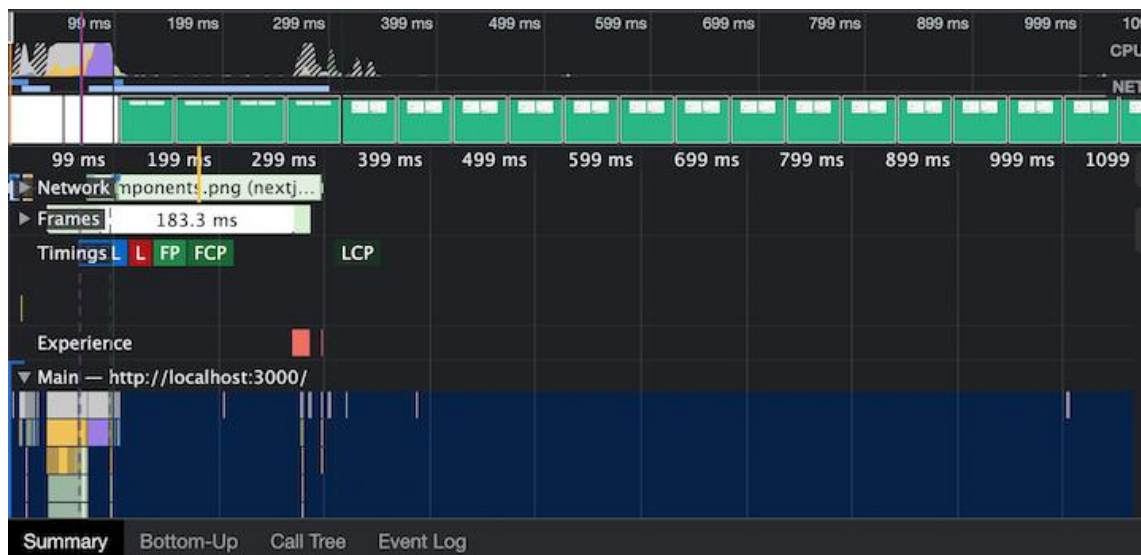 99 ms 199 ms 299 ms 399 ms 499 ms 599 ms 699 ms 799 ms 899 ms 999 ms 10
CPU
NET
99 ms 199 ms 299 ms 399 ms 499 ms 599 ms 699 ms 799 ms 899 ms 999 ms 1099
Network mponents.png (nextj...
Frames 183.3 ms
Timings L L FP FCP LCP
Experience
Main — http://localhost:3000/
Summary Bottom-Up Call Tree Event Log